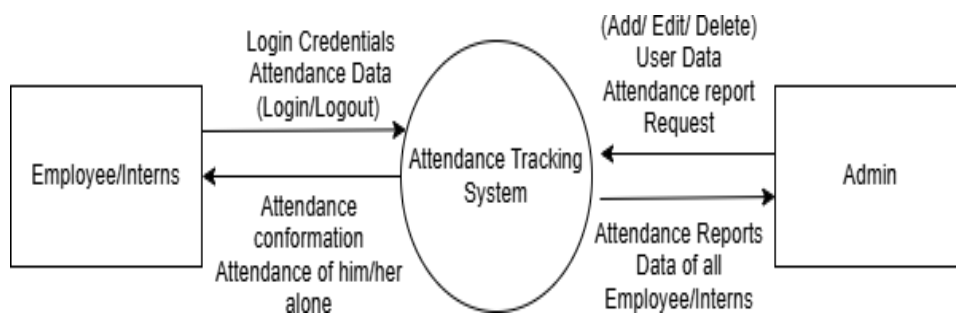 Login Credentials
Attendance Data
(Login/Logout)
(Add/ Edit/ Delete)
User Data
Attendance report
Request
Employee/Interns
Attendance Tracking
System
Admin
Attendance
conformation
Attendance of him/her
alone
Attendance Reports
Data of all
Employee/Interns